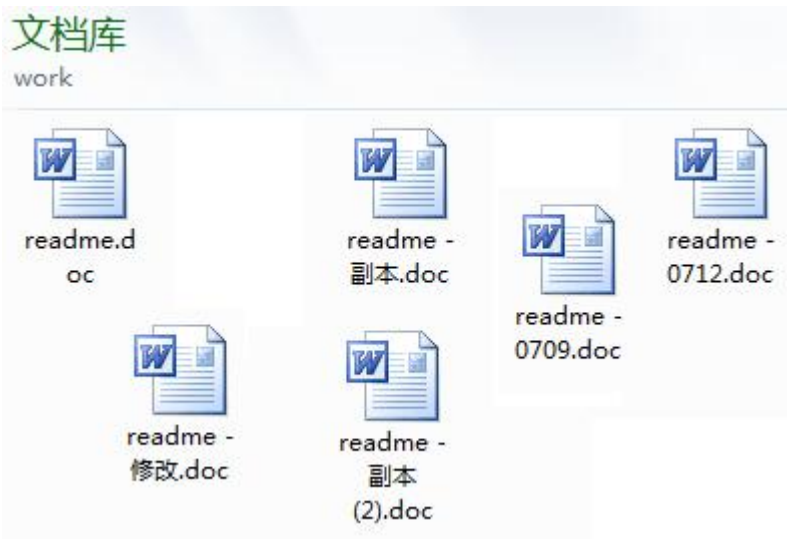 文档库
work
readme.d
oc
readme -
副本.doc
readme -
0709.doc
readme -
0712.doc
readme -
修改.doc
readme -
副本
(2).doc